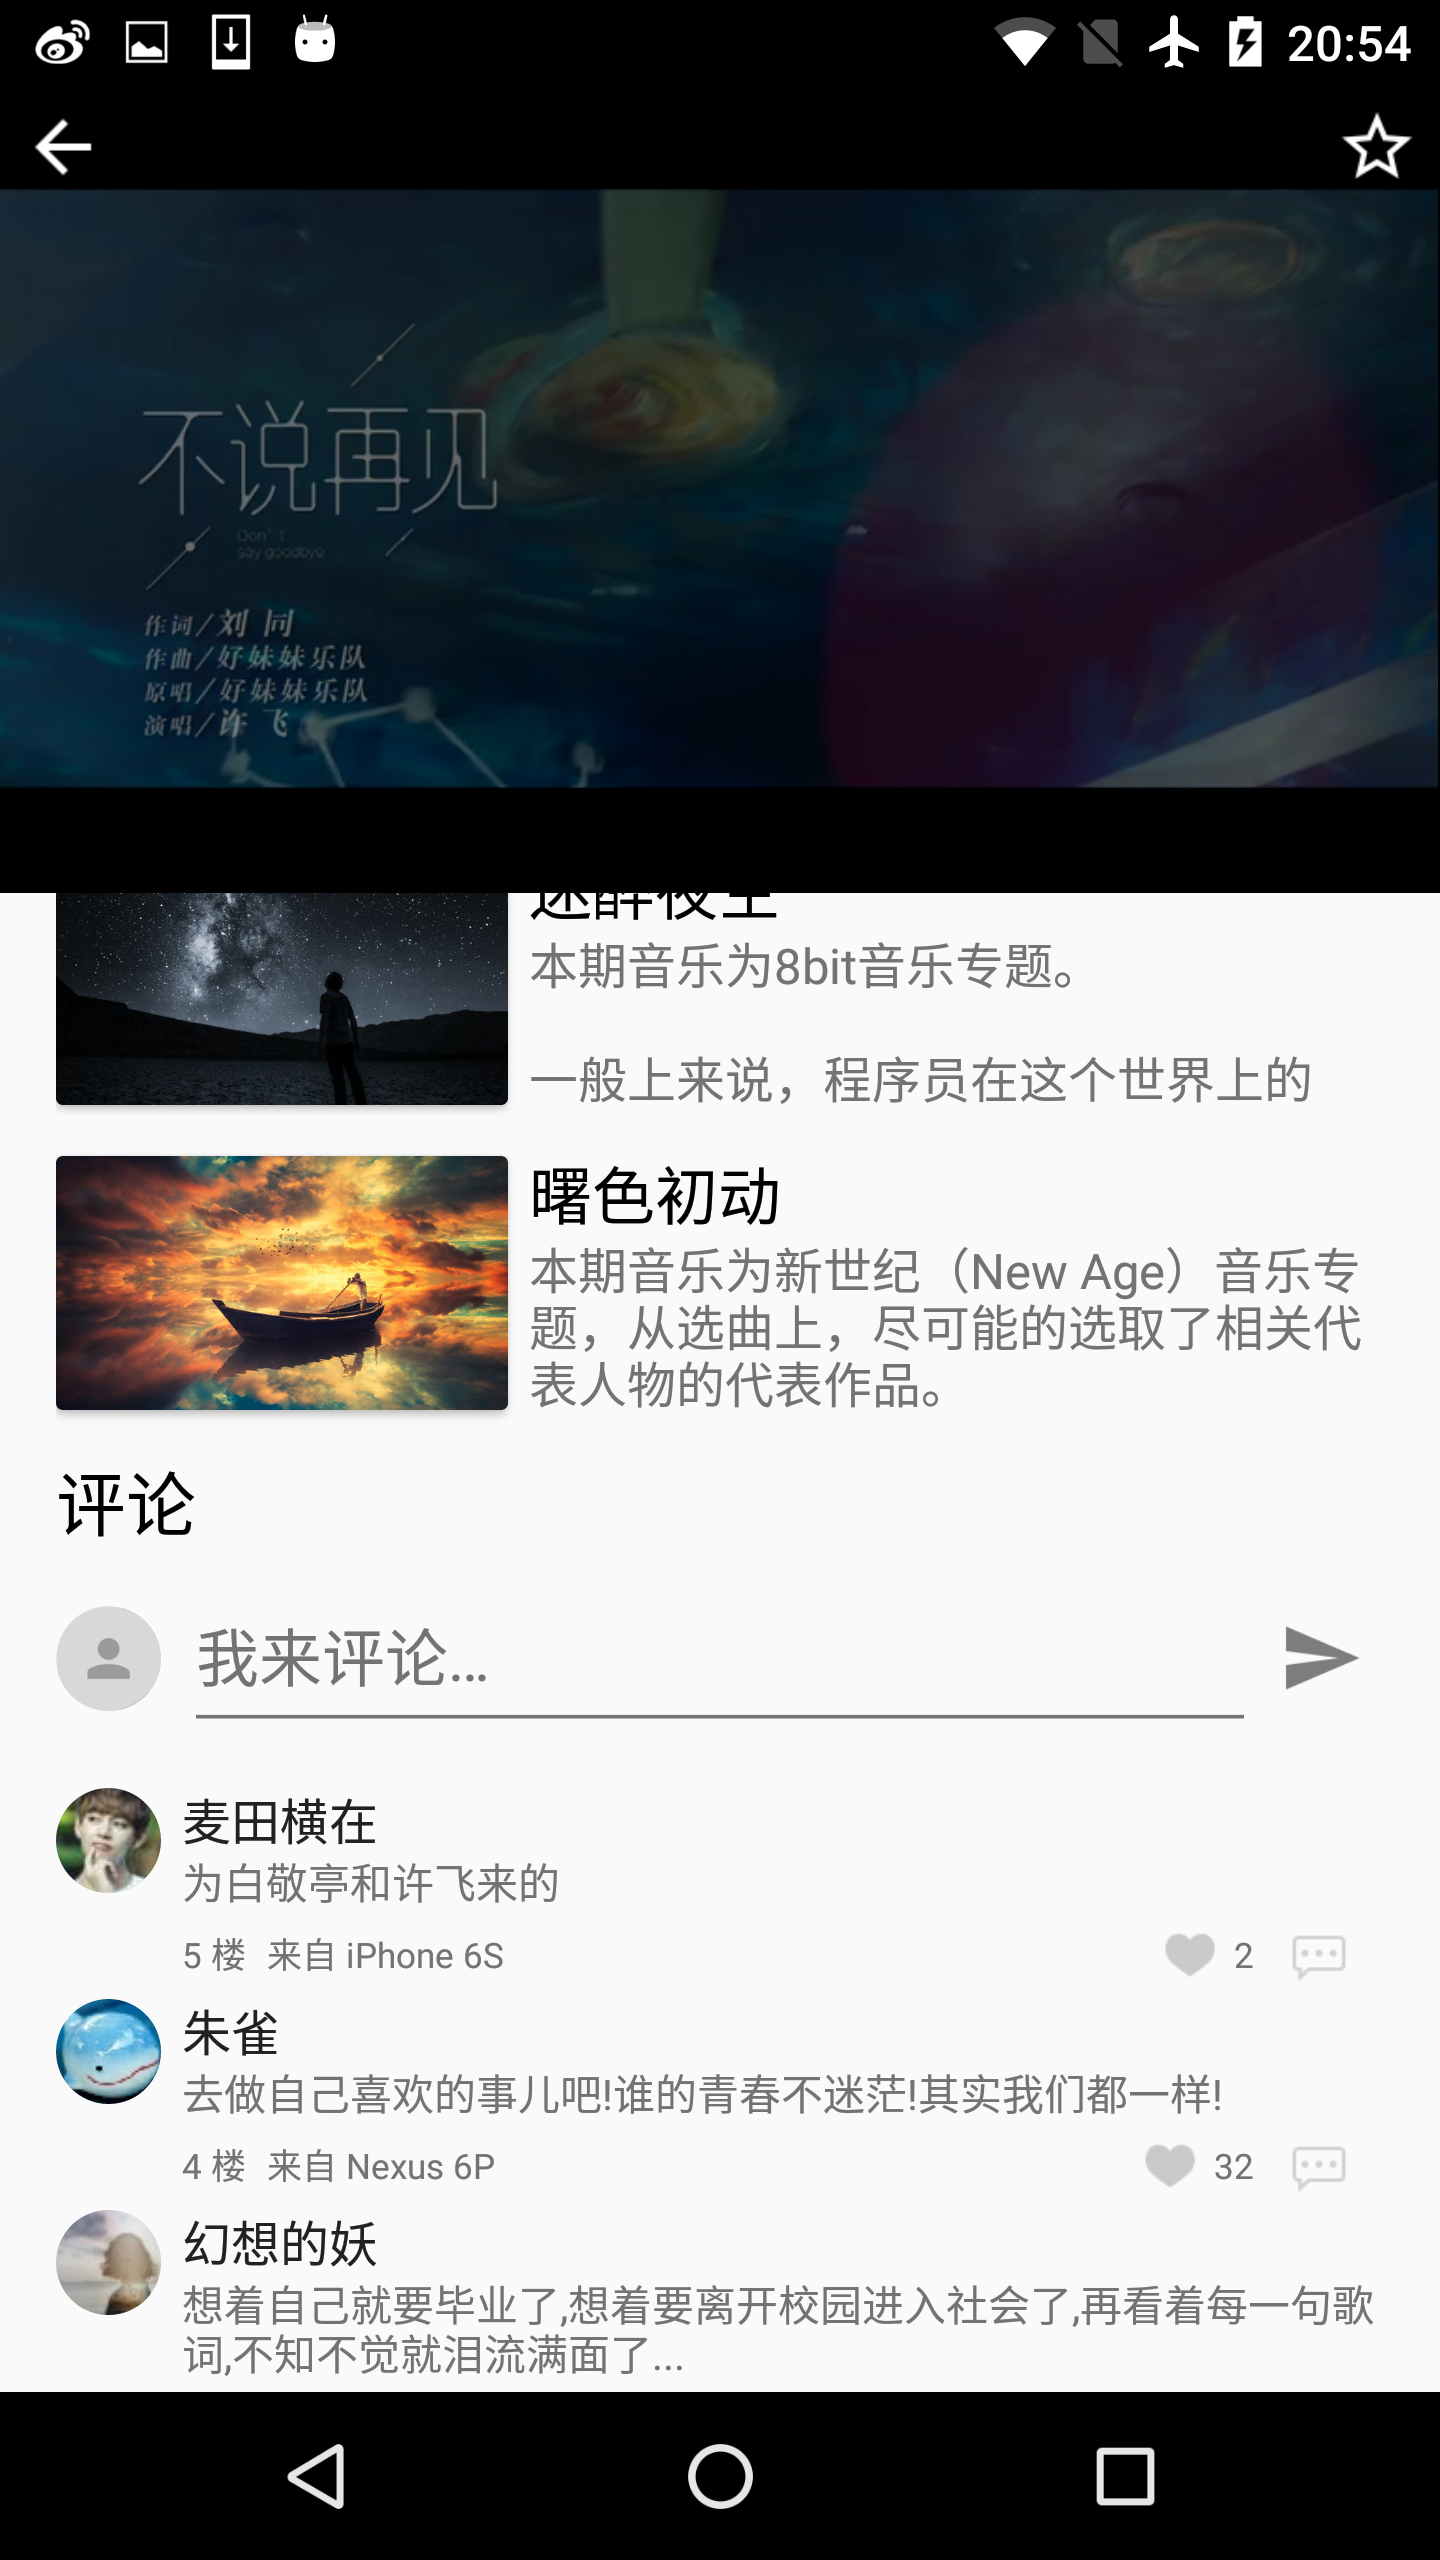 20:54
不说再见
Don't
say goodbye
作词/刘 同
作曲/好妹妹乐队
原唱/好妹妹乐队
演唱/许 飞
本期音乐为8bit音乐专题。
一般上来说，程序员在这个世界上的
曙色初动
本期音乐为新世纪（New Age）音乐专
题，从选曲上，尽可能的选取了相关代
表人物的代表作品。
评论
我来评论...
麦田横在
为白敬亭和许飞来的
5 楼 来自 iPhone 6S
2
朱雀
去做自己喜欢的事儿吧!谁的青春不迷茫!其实我们都一样!
4 楼 来自 Nexus 6P
32
幻想的妖
想着自己就要毕业了,想着要离开校园进入社会了,再看着每一句歌
词,不知不觉就泪流满面了...